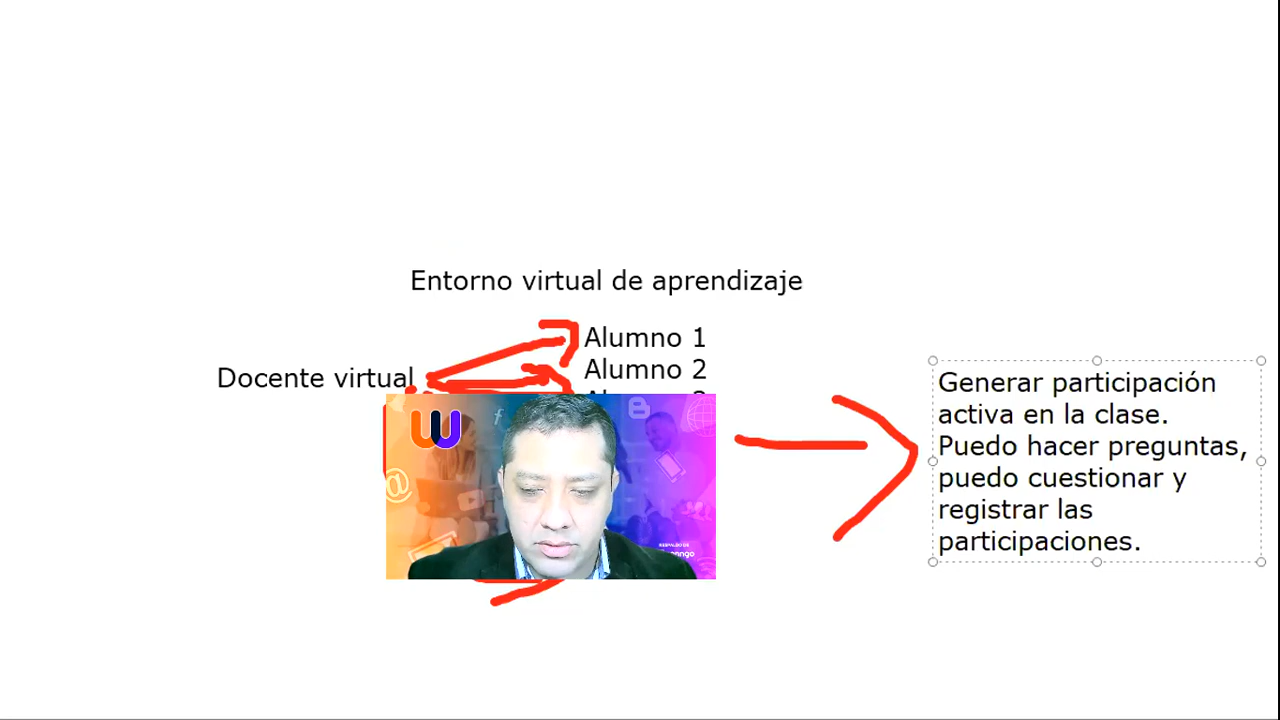 Entorno virtual de aprendizaje
Alumno 1
Alumno 2
Docente virtual
Generar participación
activa en la clase.
Puedo hacer preguntas,
puedo cuestionar y
registrar las
participaciones.